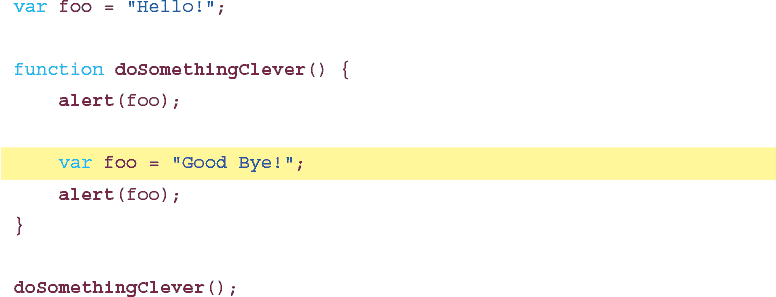 var foo = "Hello!";
function doSomethingClever() {
    alert(foo);
    var foo = "Good Bye!";
    alert(foo);
}
doSomethingClever();